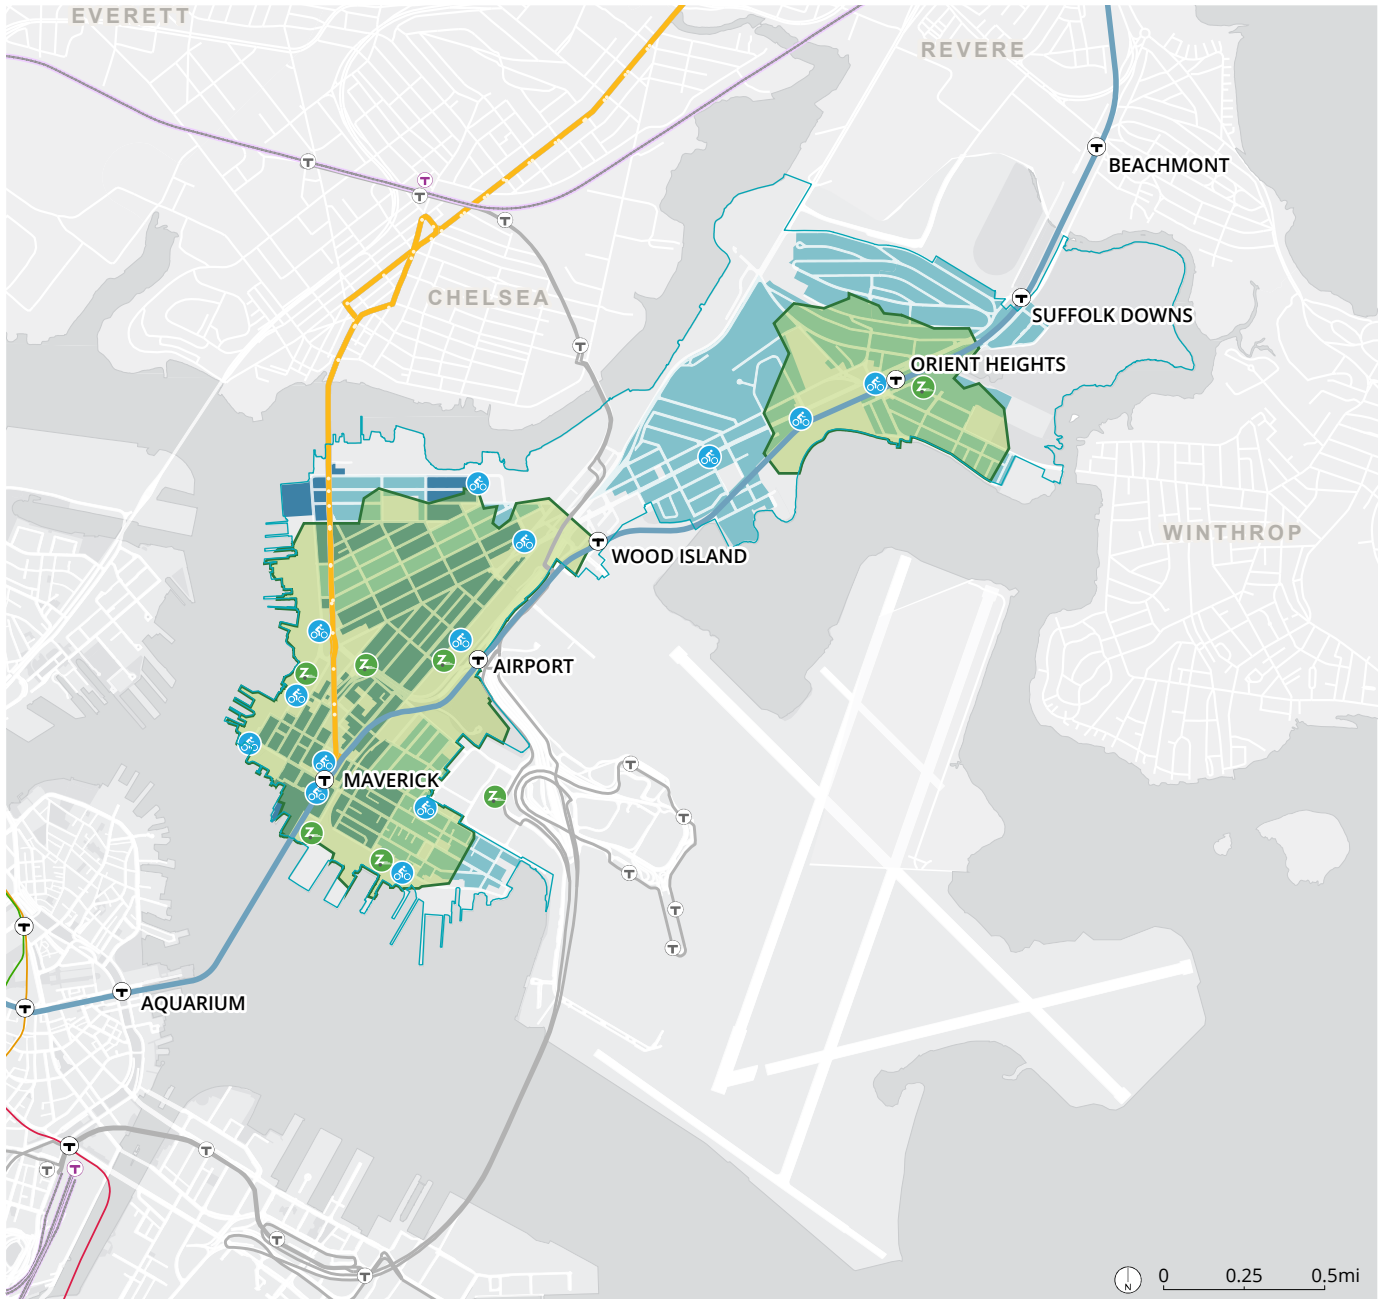 EVERETT
REVERE
BEACHMONT
CHELSEA
SUFFOLK DOWNS
ORIENT HEIGHTS
WINTHROP
WOOD ISLAND
AIRPORT
MAVERICK
AQUARIUM
N
0 0.25 0.5mi